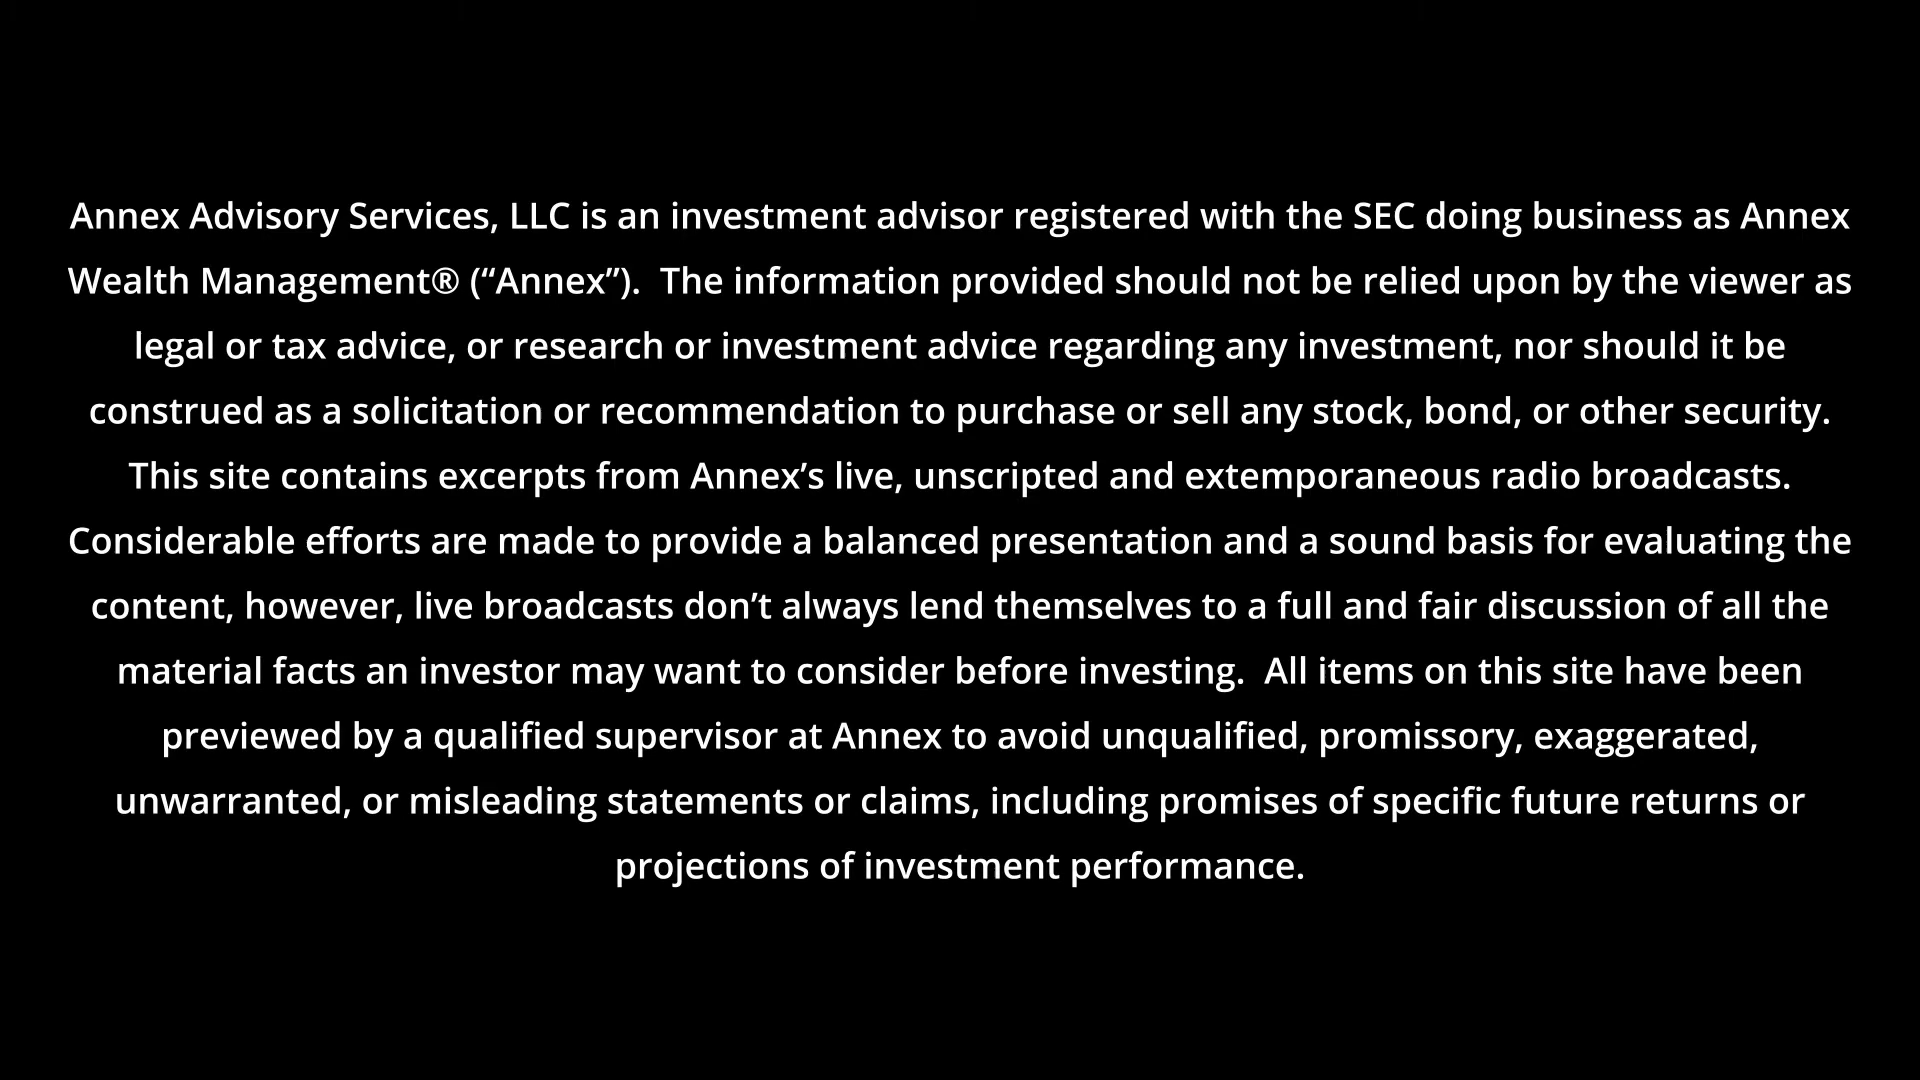 Annex Advisory Services, LLC is an investment advisor registered with the SEC doing business as Annex
Wealth Management® (“Annex”).  The information provided should not be relied upon by the viewer as
legal or tax advice, or research or investment advice regarding any investment, nor should it be
construed as a solicitation or recommendation to purchase or sell any stock, bond, or other security.
This site contains excerpts from Annex’s live, unscripted and extemporaneous radio broadcasts.
Considerable efforts are made to provide a balanced presentation and a sound basis for evaluating the
content, however, live broadcasts don’t always lend themselves to a full and fair discussion of all the
material facts an investor may want to consider before investing.  All items on this site have been
previewed by a qualified supervisor at Annex to avoid unqualified, promissory, exaggerated,
unwarranted, or misleading statements or claims, including promises of specific future returns or
projections of investment performance.